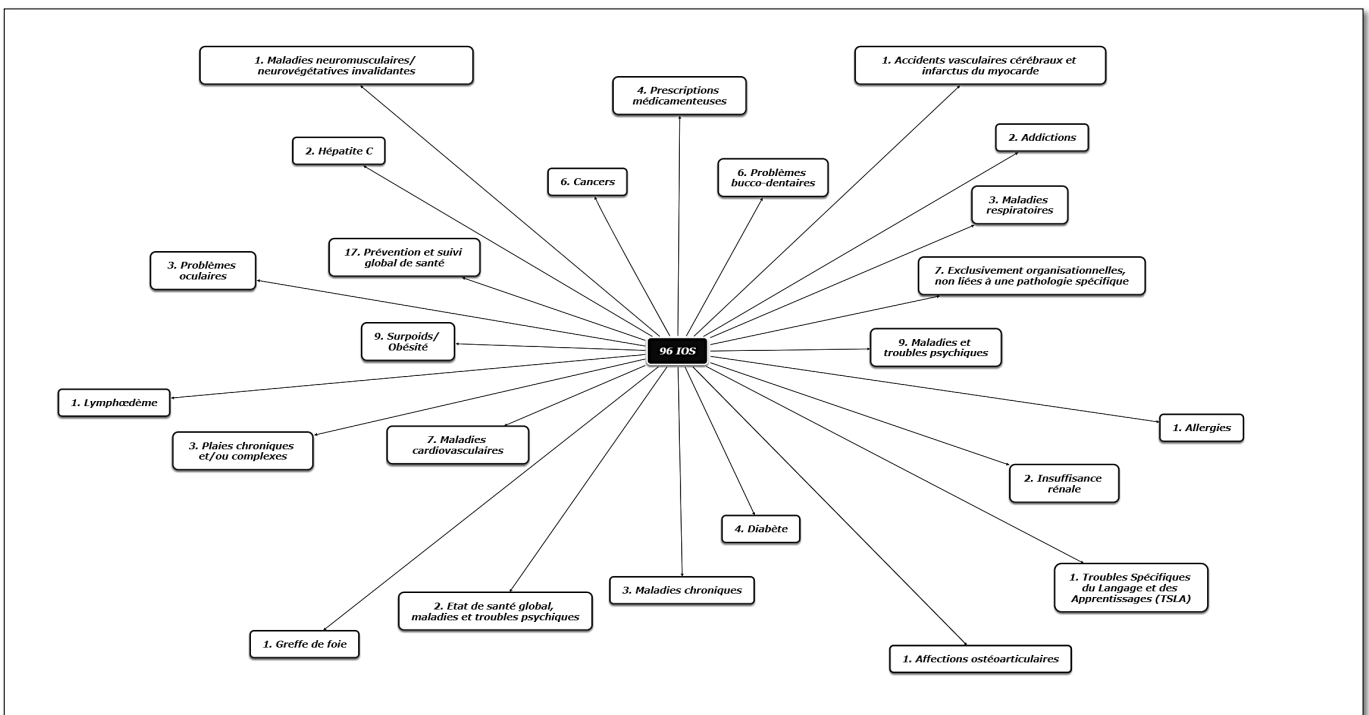 1. Maladies neuromusculaires/
neurovégétatives invalidantes
1. Accidents vasculaires cérébraux et
infarctus du myocarde
4. Prescriptions
médicamenteuses
2. Addictions
2. Hépatite C
6. Cancers
6. Problèmes
bucco-dentaires
3. Maladies
respiratoires
17. Prévention et suivi
global de santé
3. Problèmes
oculaires
7. Exclusivement organisationnelles,
non liées à une pathologie spécifique
9. Surpoids/
Obésité
96 IOS
9. Maladies et
troubles psychiques
1. Lymphœdème
1. Allergies
3. Plaies chroniques
et/ou complexes
7. Maladies
cardiovasculaires
2. Insuffisance
rénale
4. Diabète
3. Maladies chroniques
1. Troubles Spécifiques
du Langage et des
Apprentissages (TSLA)
2. Etat de santé global,
maladies et troubles psychiques
1. Greffe de foie
1. Affections ostéoarticulaires